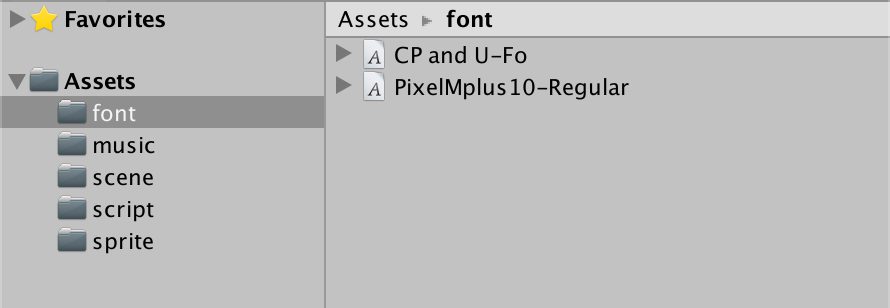 Favorites
Assets
font
music
scene
script
sprite
Assets font
CP and U-Fo
PixelMplus10-Regular